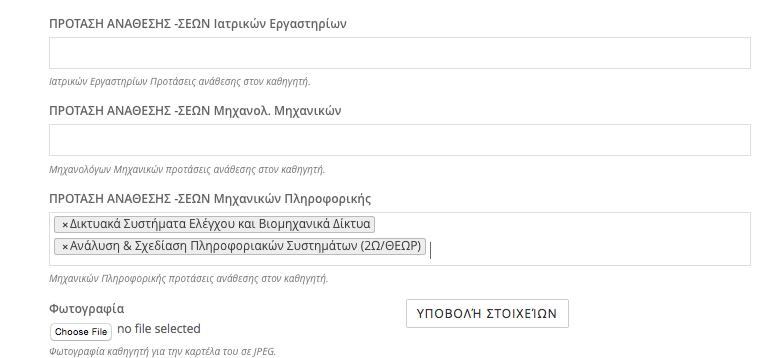 ΠΡΟΤΑΣΗ ΑΝΑΘΕΣΗΣ -ΣΕΩΝ Ιατρικών Εργαστηρίων
Ιατρικών Εργαστηρίων Προτάσεις ανάθεσης στον καθηγητή.
ΠΡΟΤΑΣΗ ΑΝΑΘΕΣΗΣ -ΣΕΩΝ Μηχανολ. Μηχανικών
Μηχανολόγων Μηχανικών προτάσεις ανάθεσης στον καθηγητή.
ΠΡΟΤΑΣΗ ΑΝΑΘΕΣΗΣ -ΣΕΩΝ Μηχανικών Πληροφορικής
×Δικτυακά Συστήματα Ελέγχου και Βιομηχανικά Δίκτυα
×Ανάλυση & Σχεδίαση Πληροφοριακών Συστημάτων (2Ω/ΘΕΩΡ)
Μηχανικών Πληροφορικής προτάσεις ανάθεσης στον καθηγητή.
Φωτογραφία
ΥΠΟΒΟΛΉ ΣΤΟΙΧΕΊΩΝ
Choose File no file selected
Φωτογραφία καθηγητή για την καρτέλα του σε JPEG.